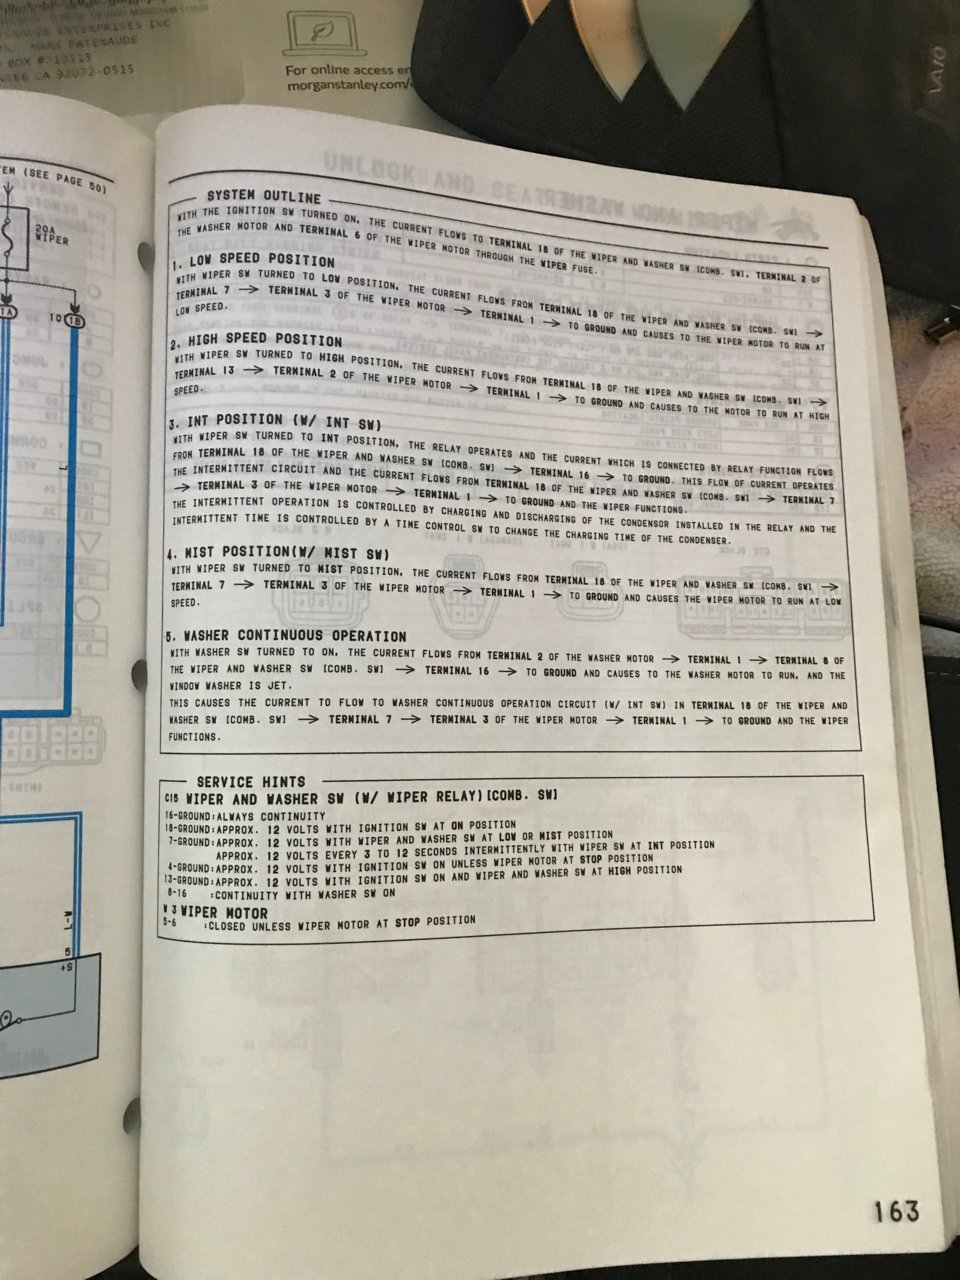 ENTERPRISES INC
MARK PATENAUDE
BOX #710515
CA 92072-0515
For online access
morganstanley.com/
VAIO
(SEE PAGE 50)
20A
WIPER
1A
10
1B
L
L-W
5
+S
SYSTEM OUTLINE
WITH THE IGNITION SW TURNED ON, THE CURRENT FLOWS TO TERMINAL 18 OF THE WIPER AND WASHER SW [COMB. SW], TERMINAL 2 OF
THE WASHER MOTOR AND TERMINAL 6 OF THE WIPER MOTOR THROUGH THE WIPER FUSE.
1. LOW SPEED POSITION
WITH WIPER SW TURNED TO LOW POSITION, THE CURRENT FLOWS FROM TERMINAL 18 OF THE WIPER AND WASHER SW [COMB. SW] →
TERMINAL 7 → TERMINAL 3 OF THE WIPER MOTOR → TERMINAL 1 → TO GROUND AND CAUSES TO THE WIPER MOTOR TO RUN AT
LOW SPEED.
2. HIGH SPEED POSITION
WITH WIPER SW TURNED TO HIGH POSITION, THE CURRENT FLOWS FROM TERMINAL 18 OF THE WIPER AND WASHER SW [COMB. SW] →
TERMINAL 13 → TERMINAL 2 OF THE WIPER MOTOR → TERMINAL 1 → TO GROUND AND CAUSES TO THE MOTOR TO RUN AT HIGH
SPEED.
3. INT POSITION (W/ INT SW)
WITH WIPER SW TURNED TO INT POSITION, THE RELAY OPERATES AND THE CURRENT WHICH IS CONNECTED BY RELAY FUNCTION FLOWS
FROM TERMINAL 18 OF THE WIPER AND WASHER SW [COMB. SW] → TERMINAL 16 → TO GROUND. THIS FLOW OF CURRENT OPERATES
THE INTERMITTENT CIRCUIT AND THE CURRENT FLOWS FROM TERMINAL 18 OF THE WIPER AND WASHER SW [COMB. SW] → TERMINAL 7
→ TERMINAL 3 OF THE WIPER MOTOR → TERMINAL 1 → TO GROUND AND THE WIPER FUNCTIONS.
THE INTERMITTENT OPERATION IS CONTROLLED BY CHARGING AND DISCHARGING OF THE CONDENSOR INSTALLED IN THE RELAY AND THE
INTERMITTENT TIME IS CONTROLLED BY A TIME CONTROL SW TO CHANGE THE CHARGING TIME OF THE CONDENSER.
4. MIST POSITION(W/ MIST SW)
WITH WIPER SW TURNED TO MIST POSITION, THE CURRENT FLOWS FROM TERMINAL 18 OF THE WIPER AND WASHER SW [COMB. SW] →
TERMINAL 7 → TERMINAL 3 OF THE WIPER MOTOR → TERMINAL 1 → TO GROUND AND CAUSES THE WIPER MOTOR TO RUN AT LOW
SPEED.
5. WASHER CONTINUOUS OPERATION
WITH WASHER SW TURNED TO ON, THE CURRENT FLOWS FROM TERMINAL 2 OF THE WASHER MOTOR → TERMINAL 1 → TERMINAL 8 OF
THE WIPER AND WASHER SW [COMB. SW] → TERMINAL 16 → TO GROUND AND CAUSES TO THE WASHER MOTOR TO RUN, AND THE
WINDOW WASHER IS JET.
THIS CAUSES THE CURRENT TO FLOW TO WASHER CONTINUOUS OPERATION CIRCUIT (W/ INT SW) IN TERMINAL 18 OF THE WIPER AND
WASHER SW [COMB. SW] → TERMINAL 7 → TERMINAL 3 OF THE WIPER MOTOR → TERMINAL 1 → TO GROUND AND THE WIPER
FUNCTIONS.
SERVICE HINTS
C15 WIPER AND WASHER SW (W/ WIPER RELAY)[COMB. SW]
16-GROUND:ALWAYS CONTINUITY
18-GROUND:APPROX. 12 VOLTS WITH IGNITION SW AT ON POSITION
7-GROUND:APPROX. 12 VOLTS WITH WIPER AND WASHER SW AT LOW OR MIST POSITION
APPROX. 12 VOLTS EVERY 3 TO 12 SECONDS INTERMITTENTLY WITH WIPER SW AT INT POSITION
4-GROUND:APPROX. 12 VOLTS WITH IGNITION SW ON UNLESS WIPER MOTOR AT STOP POSITION
13-GROUND:APPROX. 12 VOLTS WITH IGNITION SW ON AND WIPER AND WASHER SW AT HIGH POSITION
8-16 :CONTINUITY WITH WASHER SW ON
W 3 WIPER MOTOR
5-6 :CLOSED UNLESS WIPER MOTOR AT STOP POSITION
163